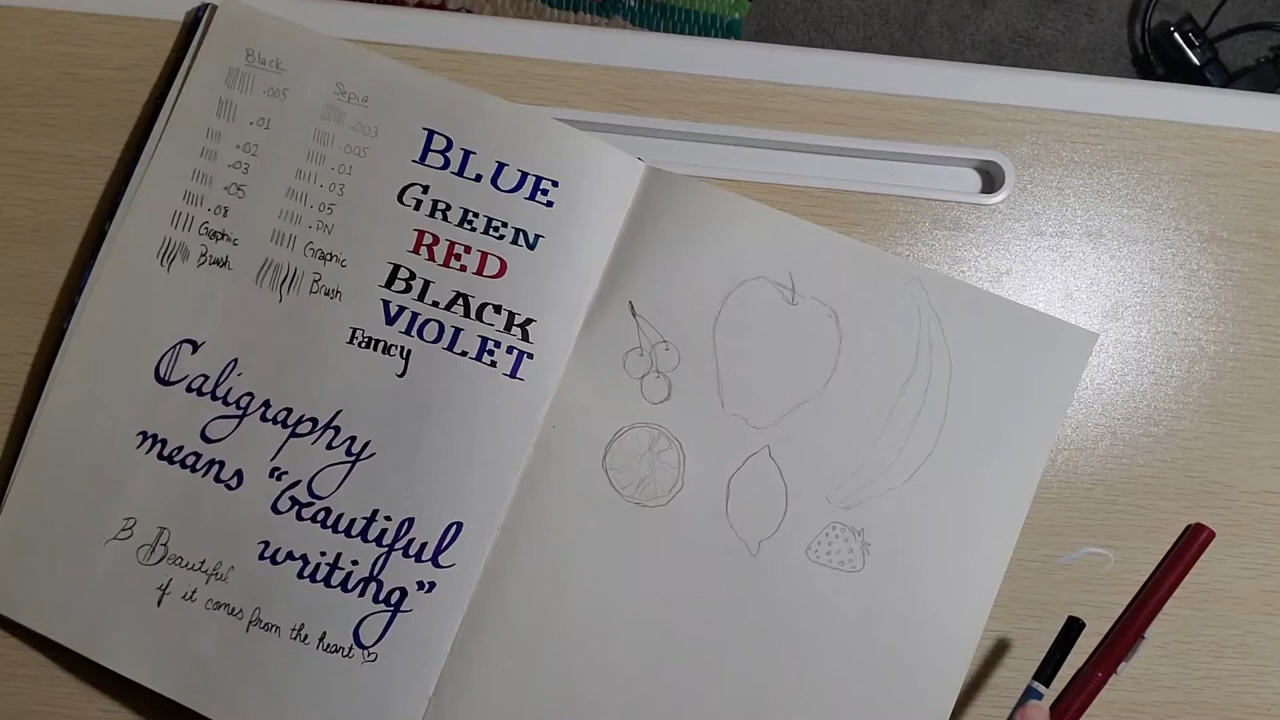 Black
.005
.01
.02
.03
.05
.08
Graphic
Brush
Sepia
.003
.005
.01
.03
.05
.PN
Graphic
Brush
BLUE
GREEN
RED
BLACK
VIOLET
Fancy
Caligraphy
means "beautiful
writing"
B Beautiful
if it comes from the heart